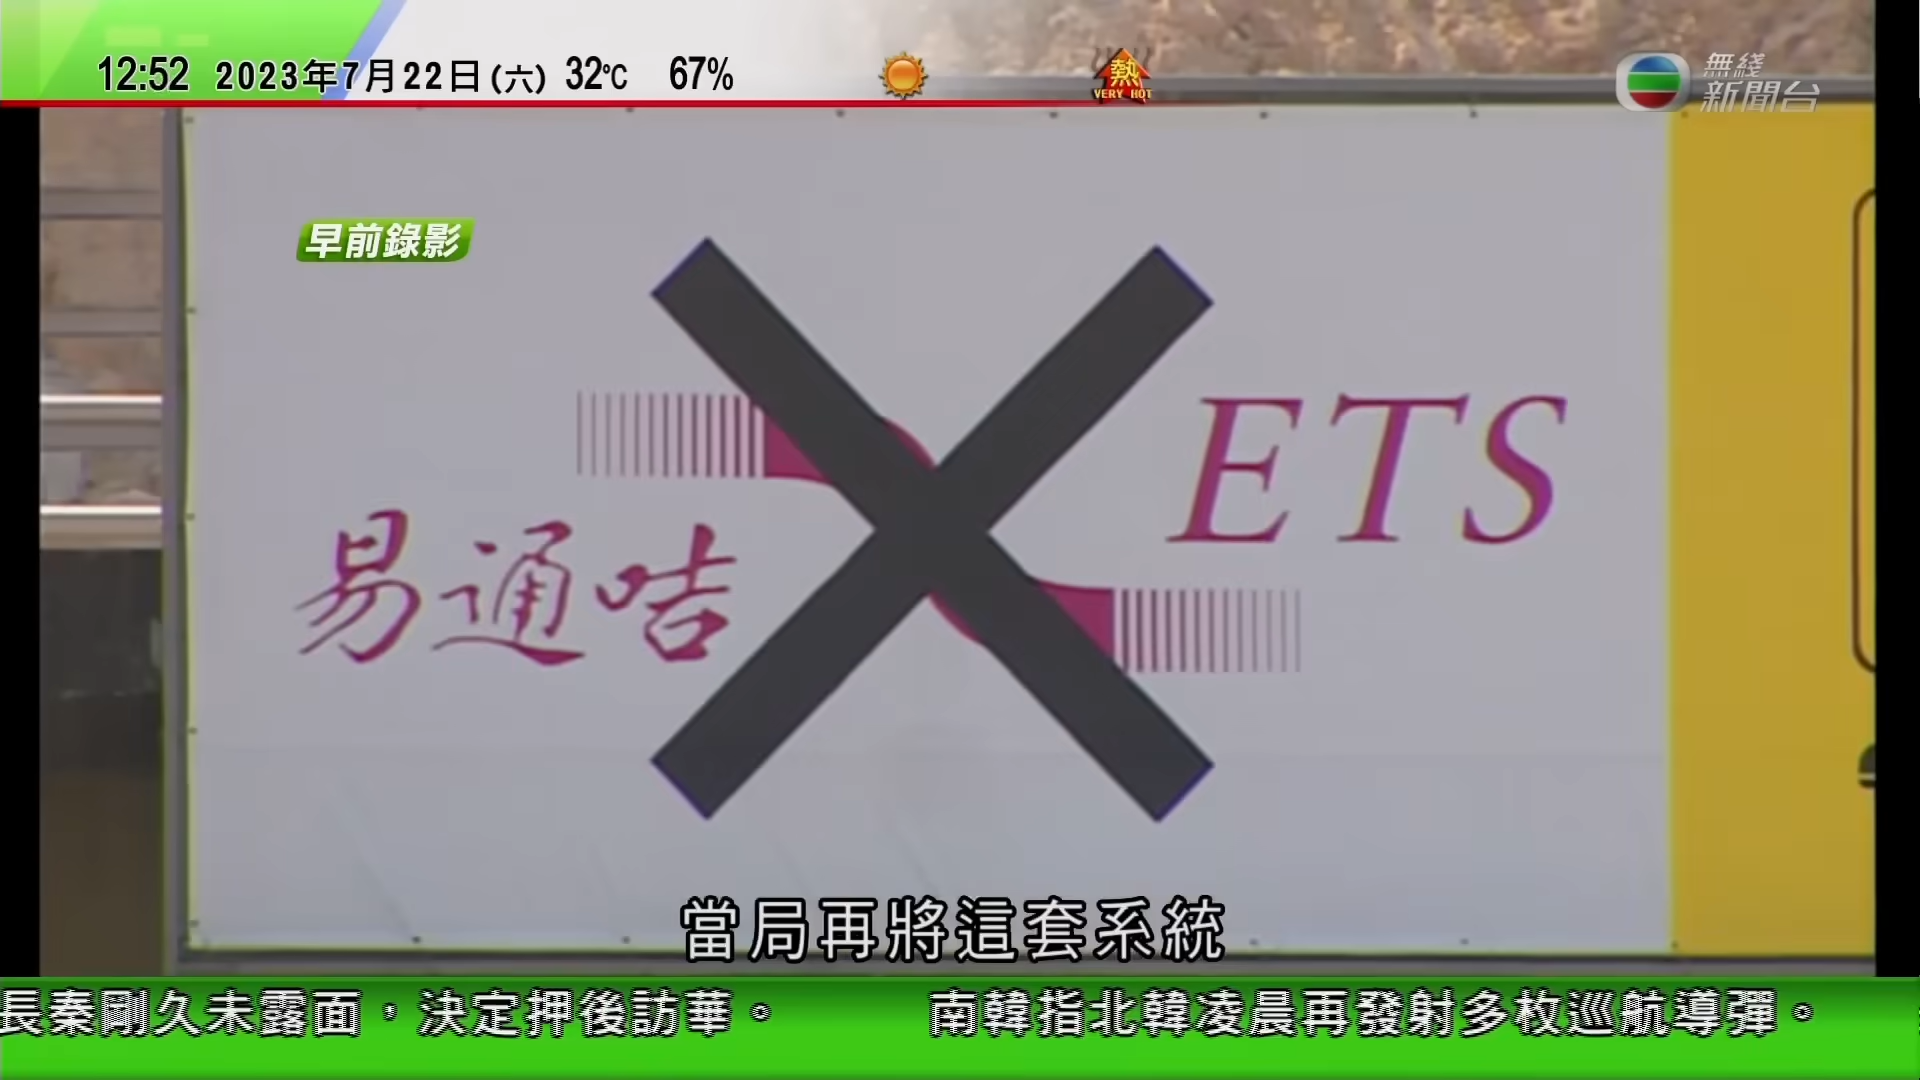 12:52 2023年7月22日(六) 32℃ 67%
熱
VERY HOT
無綫
新聞台
早前錄影
ETS
易通咭
當局再將這套系統
長秦剛久未露面，決定押後訪華。 南韓指北韓凌晨再發射多枚巡航導彈。